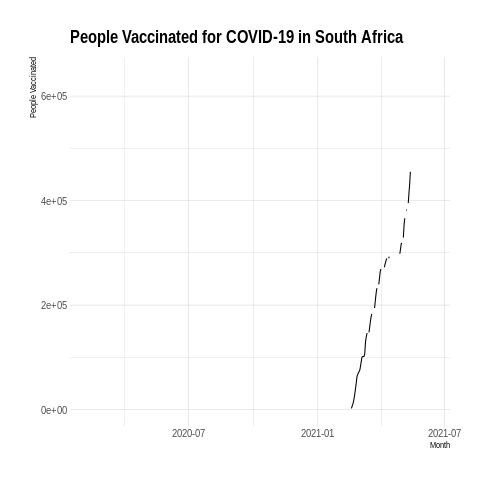 People Vaccinated for COVID-19 in South Africa
People Vaccinated
6e+05
4e+05
2e+05
0e+00
2020-07
2021-01
2021-07
Month